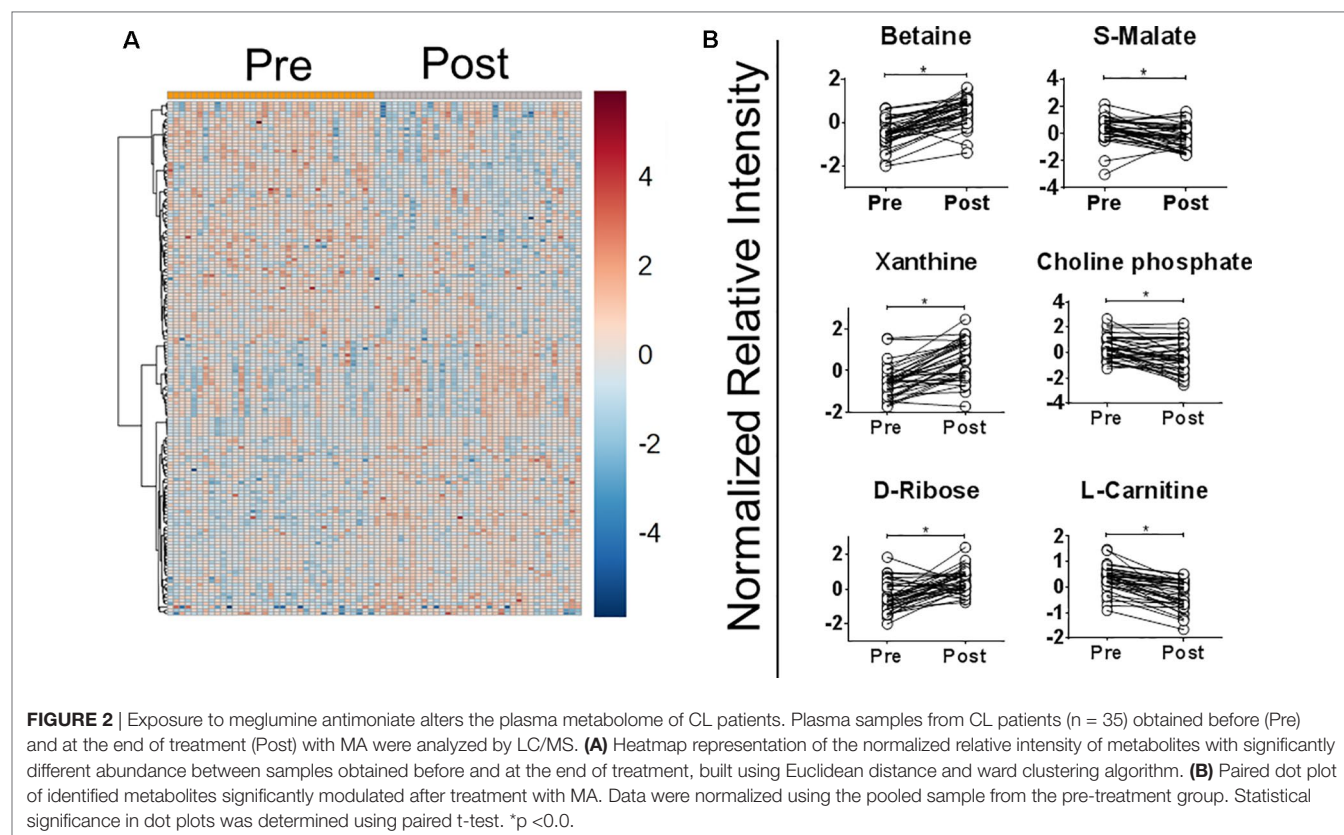 A
Pre Post
4
2
0
-2
-4
B
Normalized Relative Intensity
Betaine
*
2
0
-2
Pre Post
S-Malate
*
4
2
0
-2
-4
Pre Post
Xanthine
*
2
0
-2
Pre Post
Choline phosphate
*
4
2
0
-2
-4
Pre Post
D-Ribose
*
2
0
-2
Pre Post
L-Carnitine
*
2
1
0
-1
-2
Pre Post
FIGURE 2 | Exposure to meglumine antimoniate alters the plasma metabolome of CL patients. Plasma samples from CL patients (n = 35) obtained before (Pre)
and at the end of treatment (Post) with MA were analyzed by LC/MS. (A) Heatmap representation of the normalized relative intensity of metabolites with significantly
different abundance between samples obtained before and at the end of treatment, built using Euclidean distance and ward clustering algorithm. (B) Paired dot plot
of identified metabolites significantly modulated after treatment with MA. Data were normalized using the pooled sample from the pre-treatment group. Statistical
significance in dot plots was determined using paired t-test. *p <0.0.